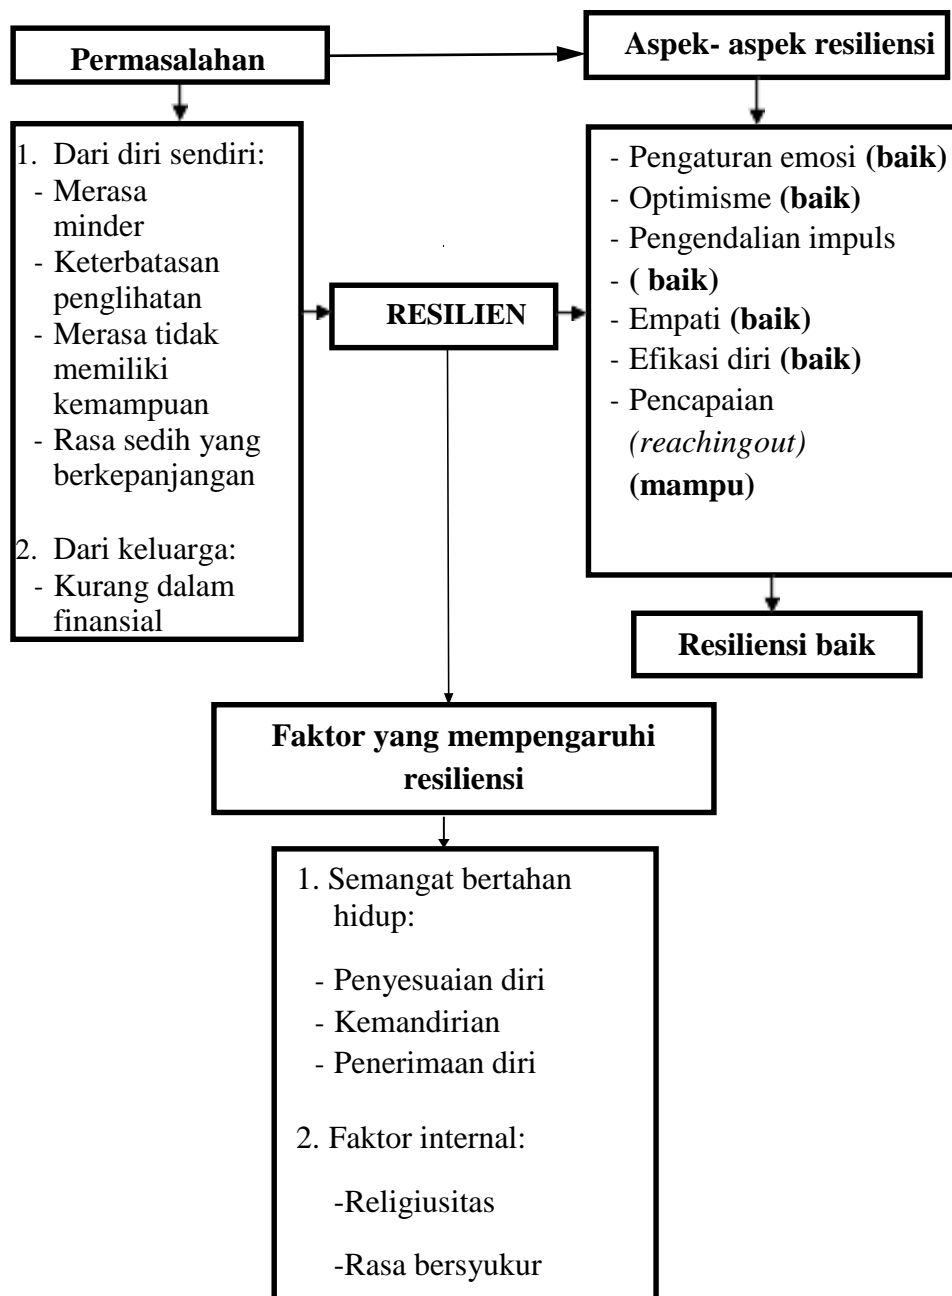 Permasalahan
Aspek- aspek resiliensi
1. Dari diri sendiri:
- Merasa
minder
- Keterbatasan
penglihatan
- Merasa tidak
memiliki
kemampuan
- Rasa sedih yang
berkepanjangan
2. Dari keluarga:
- Kurang dalam
finansial
RESILIEN
- Pengaturan emosi (baik)
- Optimisme (baik)
- Pengendalian impuls
- ( baik)
- Empati (baik)
- Efikasi diri (baik)
- Pencapaian
(reachingout)
(mampu)
Resiliensi baik
Faktor yang mempengaruhi
resiliensi
1. Semangat bertahan
hidup:
- Penyesuaian diri
- Kemandirian
- Penerimaan diri
2. Faktor internal:
-Religiusitas
-Rasa bersyukur